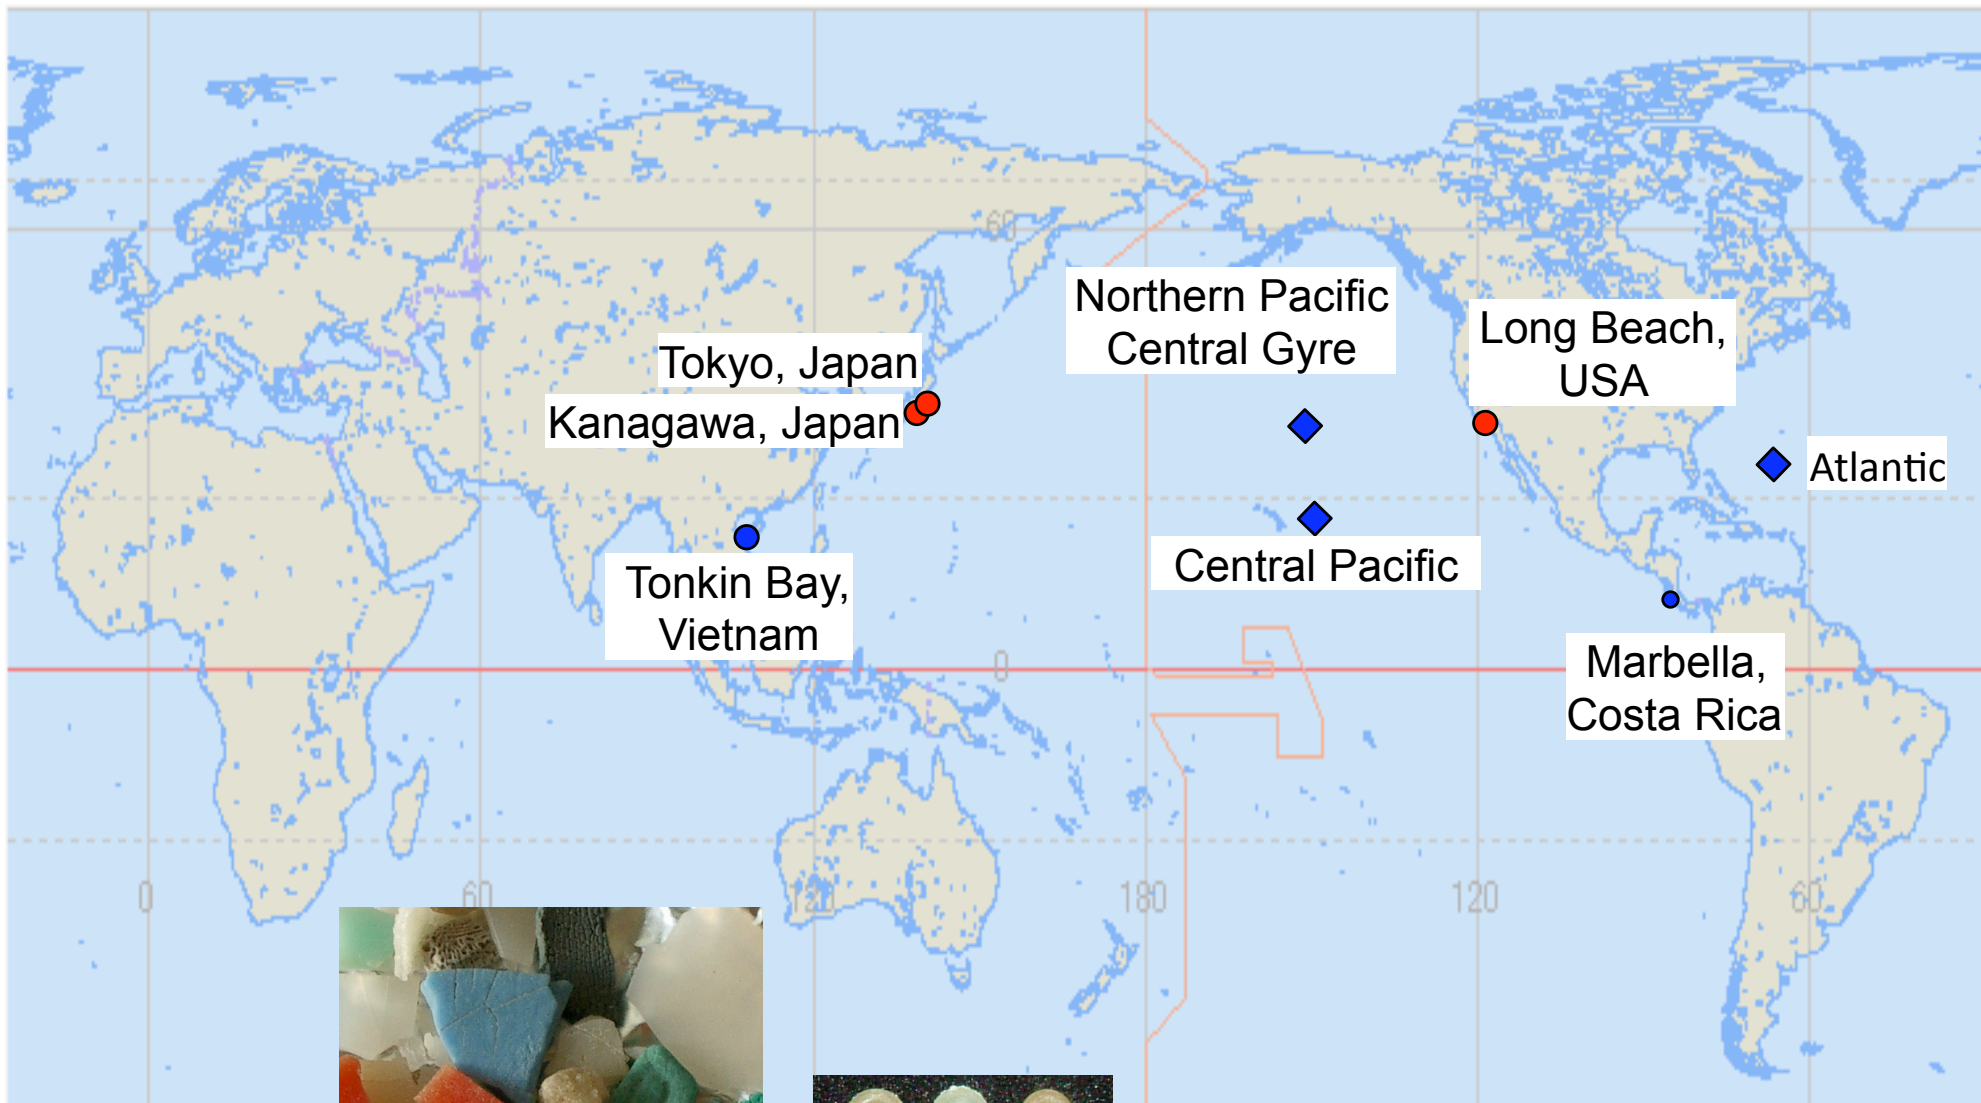 60
Northern Pacific
Central Gyre
Long Beach,
USA
Tokyo, Japan
Kanagawa, Japan
Atlantic
Central Pacific
Tonkin Bay,
Vietnam
0
Marbella,
Costa Rica
0
60
120
180
120
60